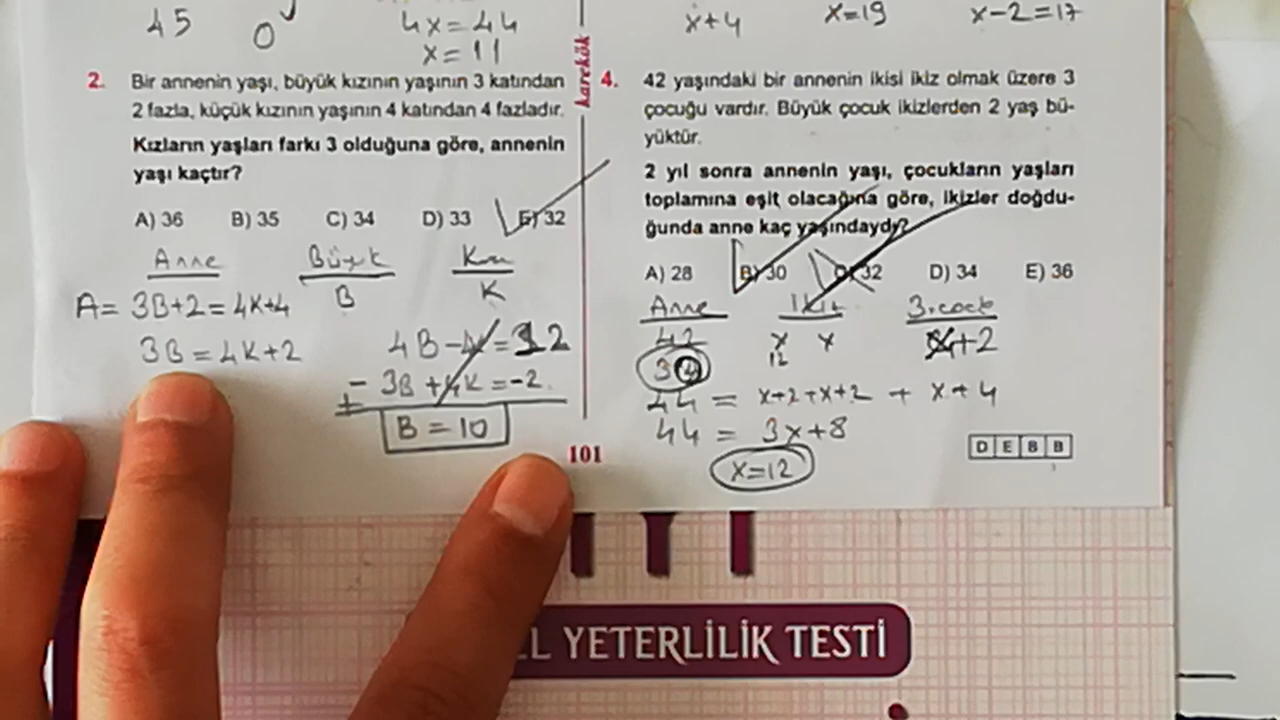 45 0
4x=44
x=11
x+4 x=19 x-2=17
karekök
2. Bir annenin yaşı, büyük kızının yaşının 3 katından
2 fazla, küçük kızının yaşının 4 katından 4 fazladır.
Kızların yaşları farkı 3 olduğuna göre, annenin
yaşı kaçtır?
A) 36 B) 35 C) 34 D) 33 E) 32
Anne Büyük
B K
A= 3B+2=4K+4
3B=4K+2
4B-4K=12
- 3B+4K=-2
+
B=10
4. 42 yaşındaki bir annenin ikisi ikiz olmak üzere 3
çocuğu vardır. Büyük çocuk ikizlerden 2 yaş bü-
yüktür.
2 yıl sonra annenin yaşı, çocukların yaşları
toplamına eşit olacağına göre, ikizler doğdu-
ğunda anne kaç yaşındaydı?
A) 28 B) 30 C) 32 D) 34 E) 36
Anne İkiz
42 x x +2
12
3
44 = x+2+x+2 + x+4
44 = 3x+8
x=12
D E B B
101
L YETERLİLİK TESTİ